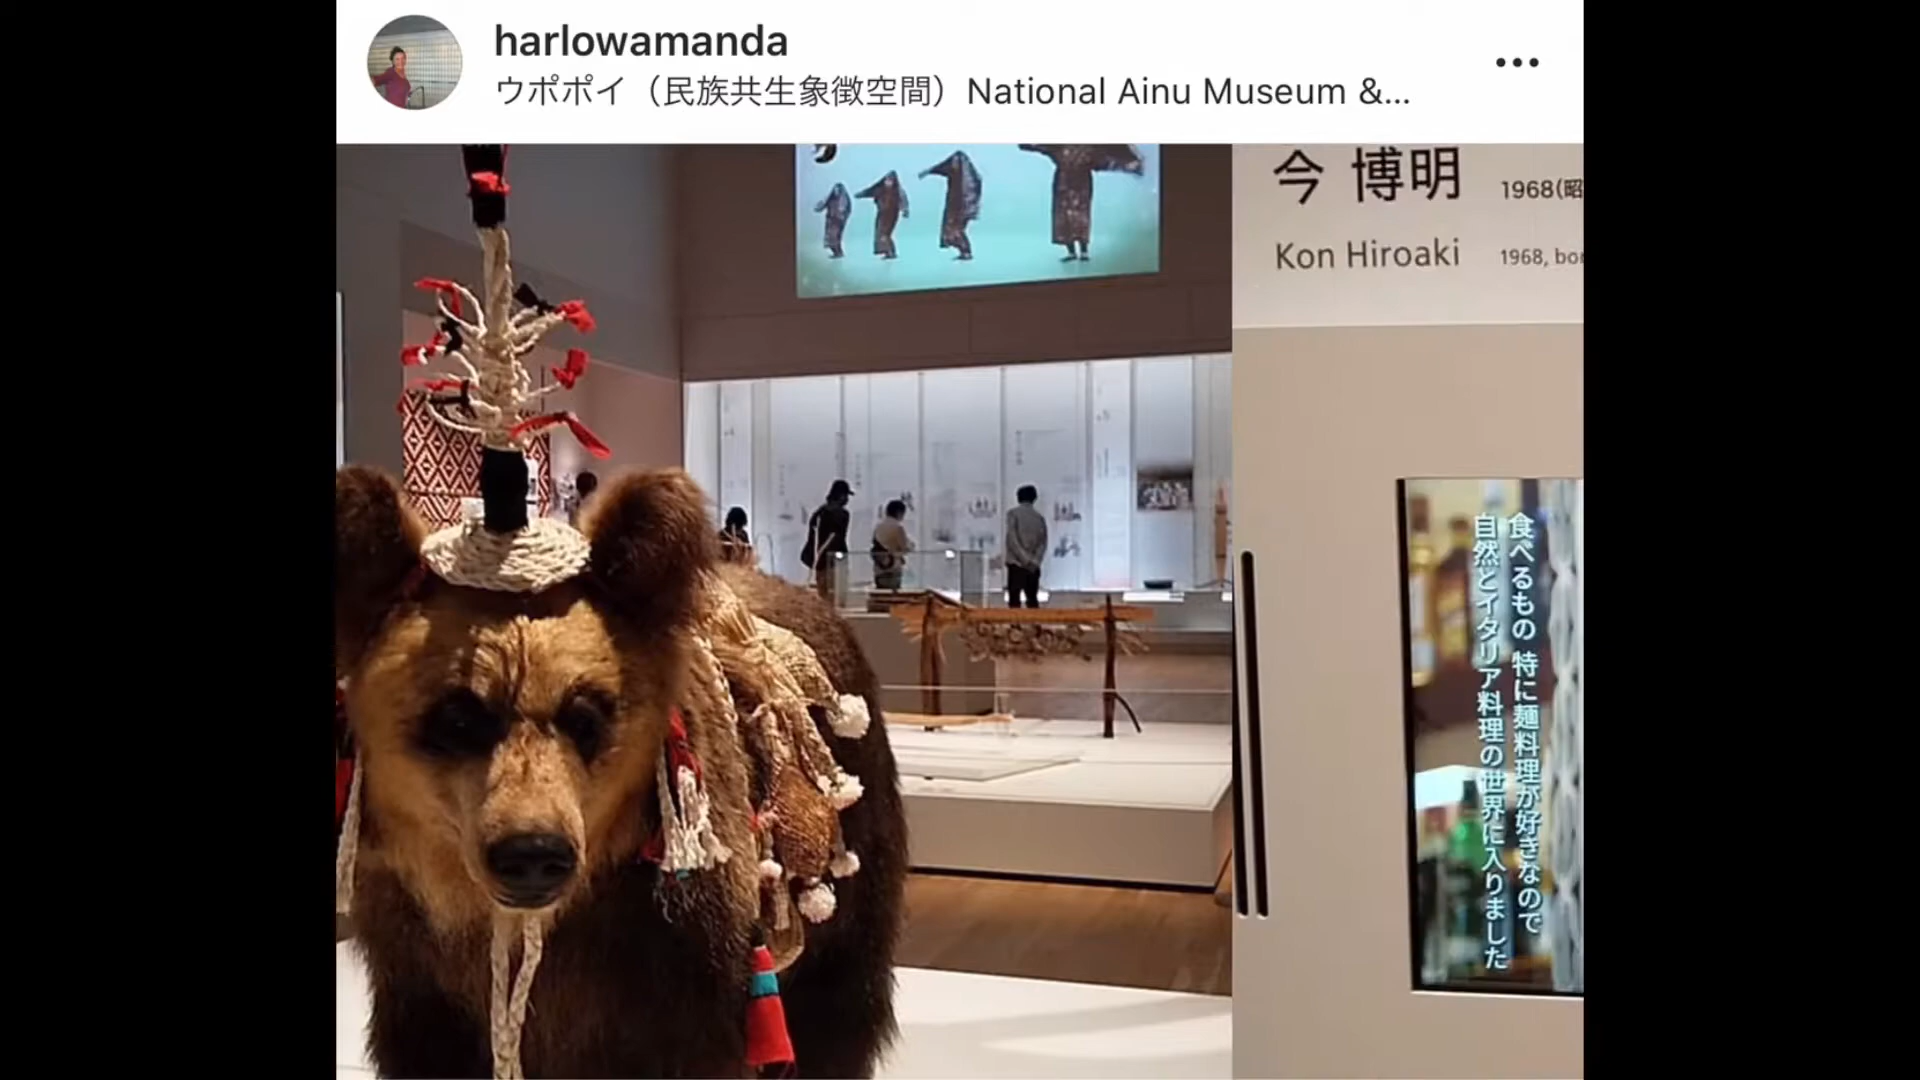 harlowamanda
ウポポイ（民族共生象徴空間）National Ainu Museum &...
今 博明
1968(昭
Kon Hiroaki
1968, bor
食べるもの 特に麺料理が好きなので
自然とイタリア料理の世界に入りました